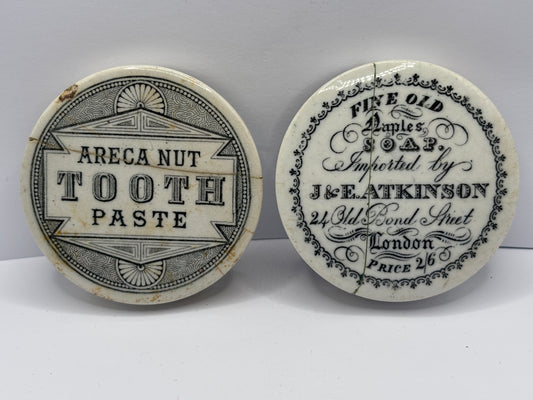 ARECA NUT
TOOTH
PASTE
FINE OLD
Naples
SOAP.
Imported by
J & E. ATKINSON
24 Old Bond Street
London
PRICE 2/6